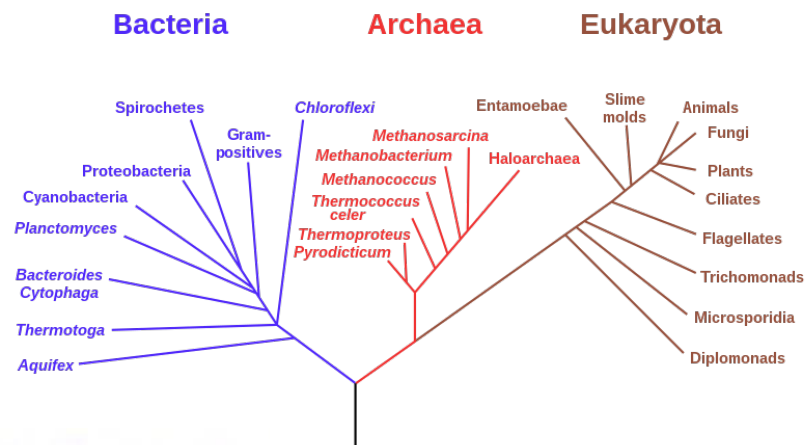 Bacteria
Archaea
Eukaryota
Spirochetes
Gram-
positives
Chloroflexi
Proteobacteria
Cyanobacteria
Planctomyces
Bacteroides
Cytophaga
Thermotoga
Aquifex
Methanosarcina
Methanobacterium
Haloarchaea
Methanococcus
Thermococcus
celer
Thermoproteus
Pyrodicticum
Entamoebae
Slime
molds
Animals
Fungi
Plants
Ciliates
Flagellates
Trichomonads
Microsporidia
Diplomonads